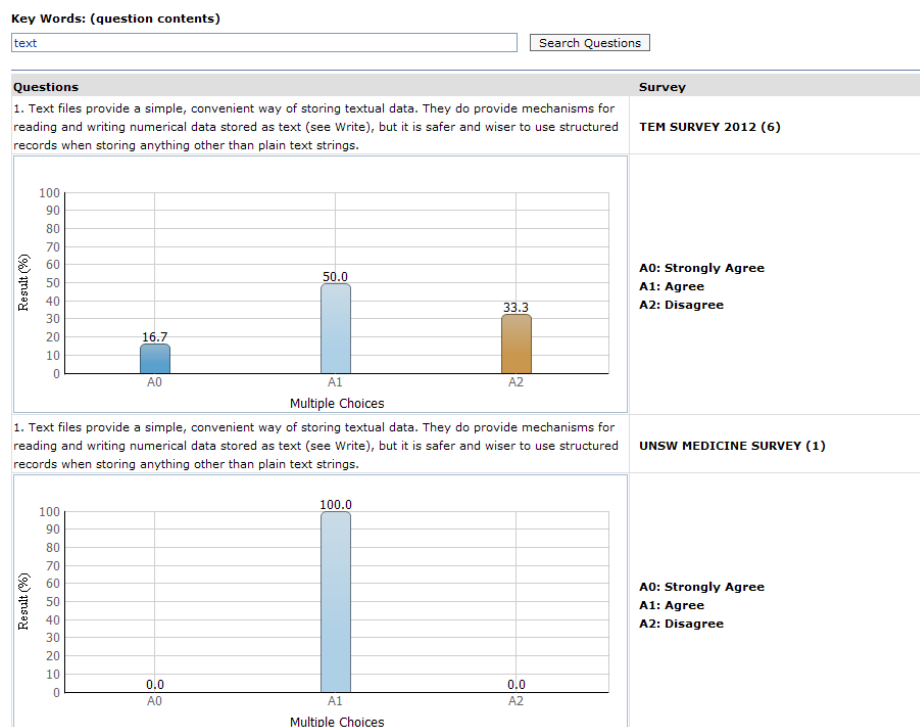 Key Words: (question contents)
text
Search Questions
Questions
Survey
1. Text files provide a simple, convenient way of storing textual data. They do provide mechanisms for
reading and writing numerical data stored as text (see Write), but it is safer and wiser to use structured
records when storing anything other than plain text strings.
TEM SURVEY 2012 (6)
100
90
80
70
60
50
40
30
20
10
0
Result (%)
16.7
50.0
33.3
A0
A1
A2
Multiple Choices
A0: Strongly Agree
A1: Agree
A2: Disagree
1. Text files provide a simple, convenient way of storing textual data. They do provide mechanisms for
reading and writing numerical data stored as text (see Write), but it is safer and wiser to use structured
records when storing anything other than plain text strings.
UNSW MEDICINE SURVEY (1)
100
90
80
70
60
50
40
30
20
10
0
Result (%)
0.0
100.0
0.0
A0
A1
A2
Multiple Choices
A0: Strongly Agree
A1: Agree
A2: Disagree